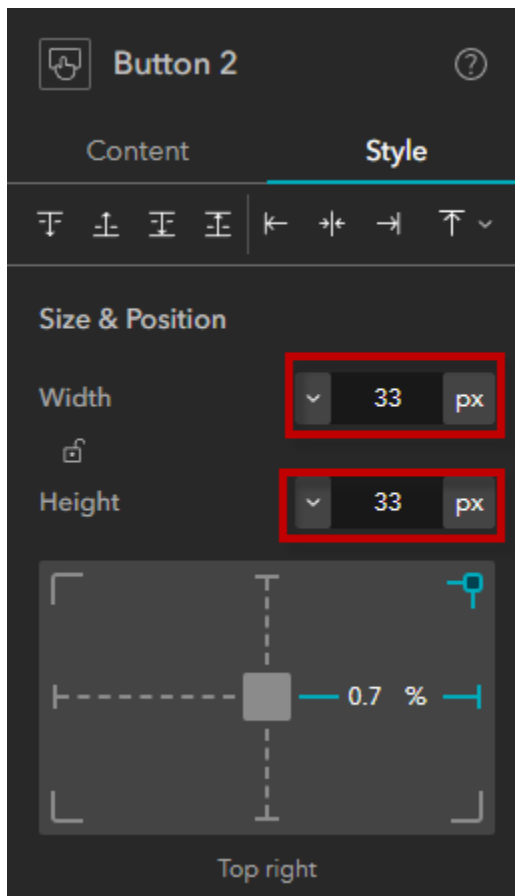 Button 2 ?
Content Style
Size & Position
Width 33 px
Height 33 px
0.7 %
Top right